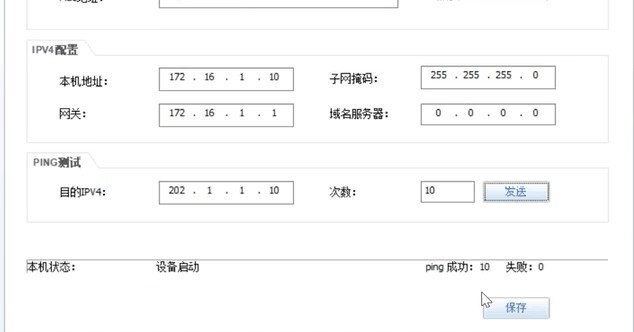 IPV4配置
本机地址： 172 . 16 . 1 . 10 子网掩码： 255 . 255 . 255 . 0
网关： 172 . 16 . 1 . 1 域名服务器： 0 . 0 . 0 . 0
PING测试
目的IPV4： 202 . 1 . 1 . 10 次数： 10 发送
本机状态： 设备启动 ping 成功：10 失败：0
保存